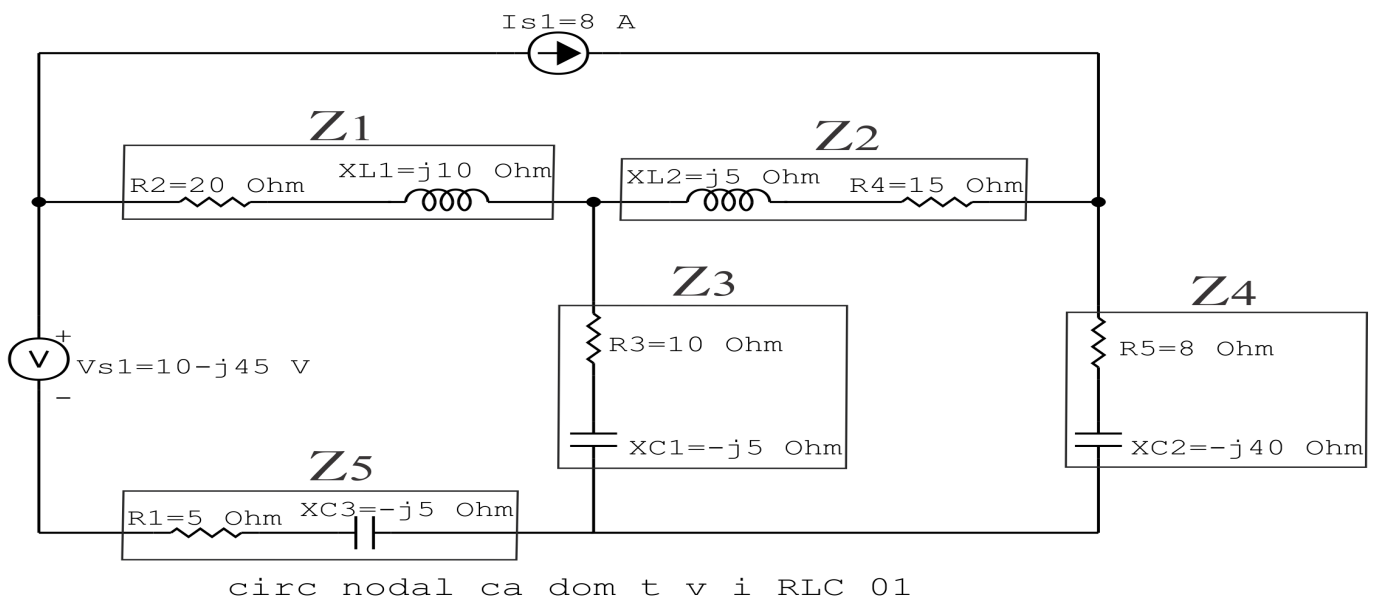 Is1=8 A
Z1
Z2
XL1=j10 Ohm
XL2=j5 Ohm
R2=20 Ohm
R4=15 Ohm
Z3
Z4
+
R3=10 Ohm
R5=8 Ohm
V
Vs1=10-j45 V
-
XC1=-j5 Ohm
XC2=-j40 Ohm
Z5
XC3=-j5 Ohm
R1=5 Ohm
circ nodal ca dom t v i RLC 01